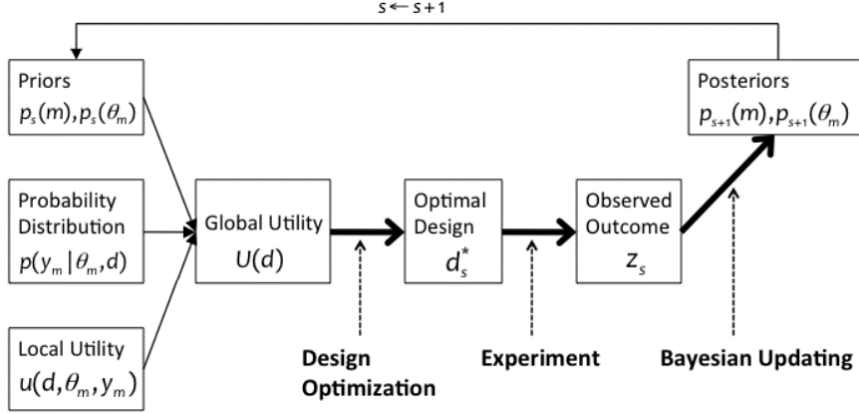 s ← s + 1
Priors
p_s(m), p_s(θ_m)
Probability
Distribution
p(y_m | θ_m, d)
Local Utility
u(d, θ_m, y_m)
Global Utility
U(d)
Optimal
Design
d_s^*
Observed
Outcome
z_s
Posteriors
p_{s+1}(m), p_{s+1}(θ_m)
Design
Optimization
Experiment
Bayesian Updating